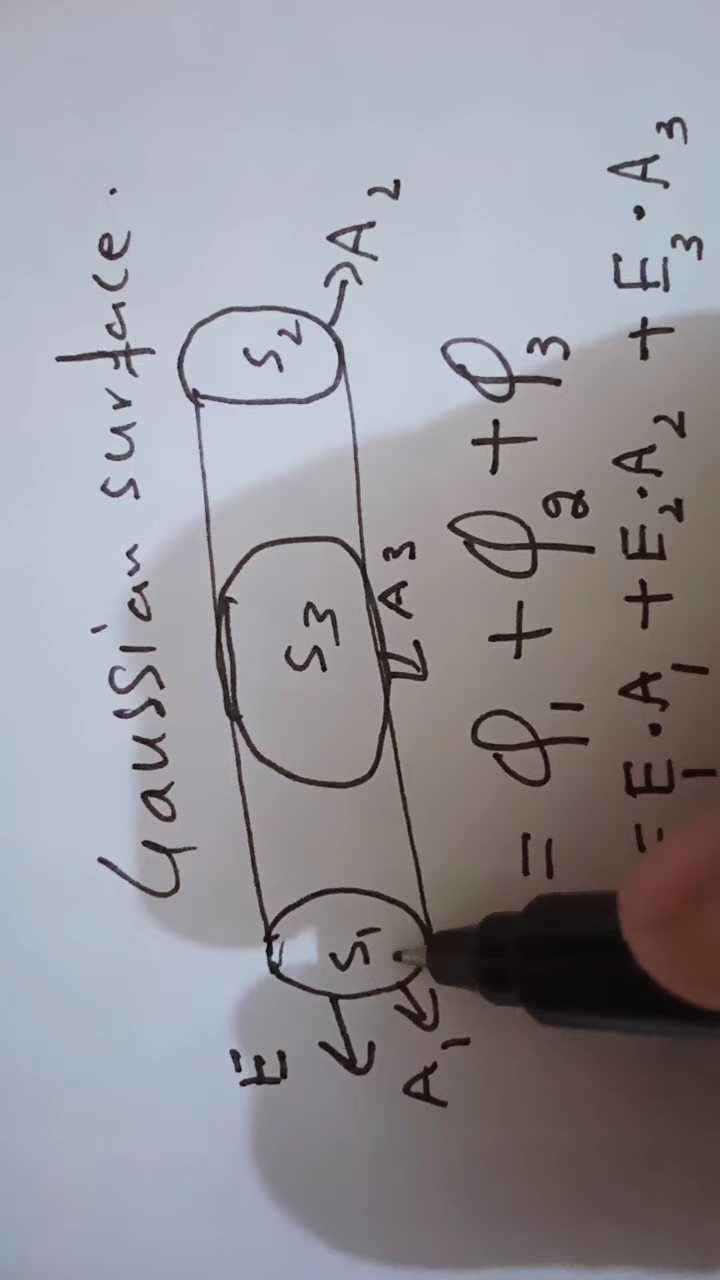 Gaussian surface.
E
S1
S3
S2
A1
A3
A2
= φ1 + φ2 + φ3
= E1·A1 + E2·A2 + E3·A3